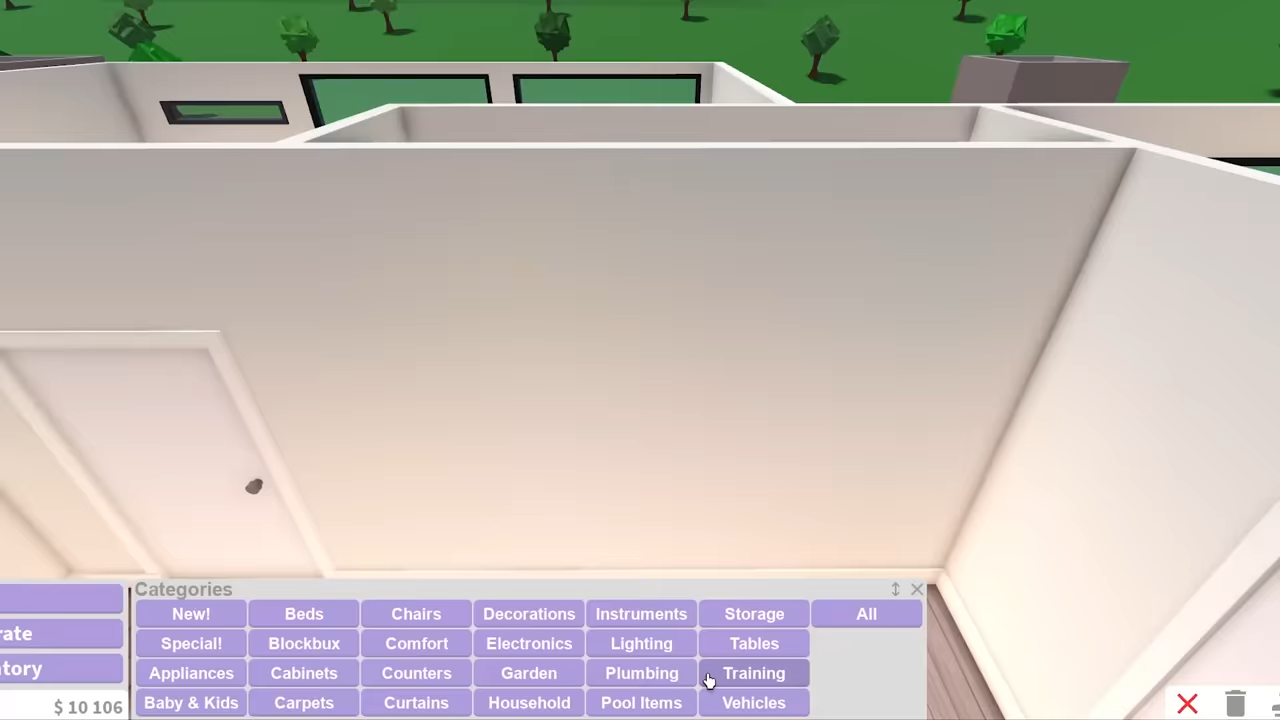 Categories
New! Beds Chairs Decorations Instruments Storage All
Special! Blockbux Comfort Electronics Lighting Tables
Appliances Cabinets Counters Garden Plumbing Training
Baby & Kids Carpets Curtains Household Pool Items Vehicles
rate
tory
$ 10 106